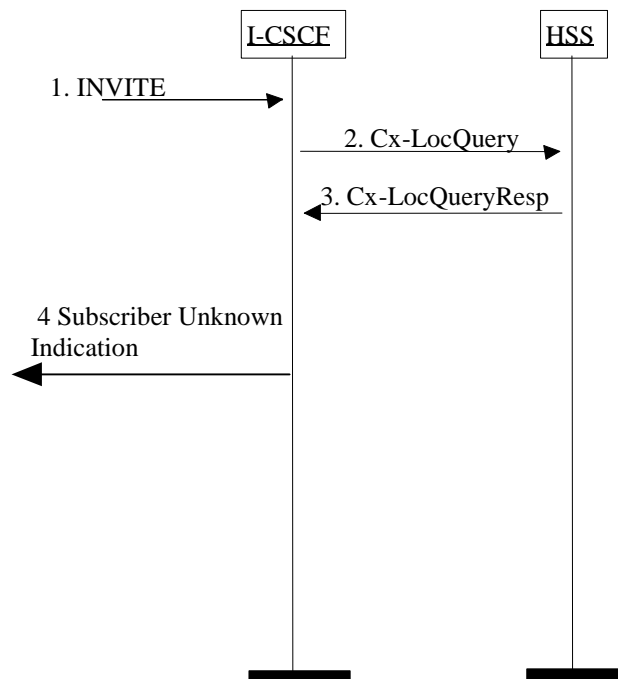 I-CSCF
HSS
1. INVITE
2. Cx-LocQuery
3. Cx-LocQueryResp
4 Subscriber Unknown
Indication